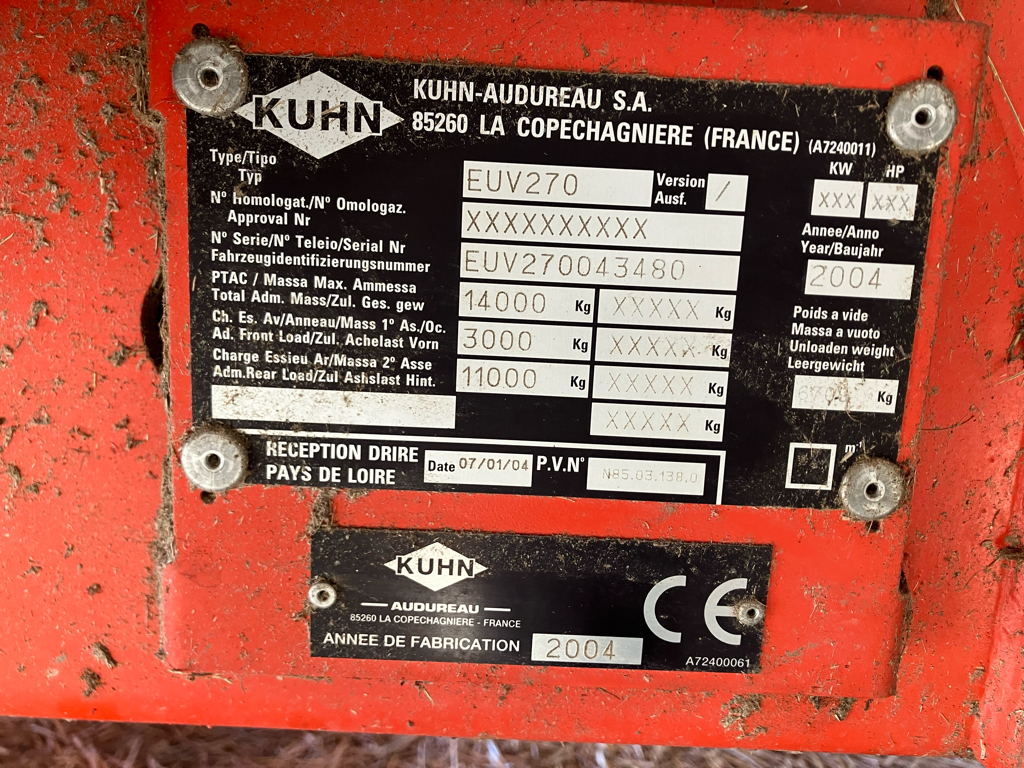 KUHN
KUHN-AUDUREAU S.A.
85260 LA COPECHAGNIERE (FRANCE) (A7240011)
KW HP
Type/Tipo
Typ
EUV270
Version
Ausf.
/
XXX XXX
N° Homologat./N° Omologaz.
Approval Nr
XXXXXXXXXX
Annee/Anno
Year/Baujahr
2004
N° Serie/N° Teleio/Serial Nr
Fahrzeugidentifizierungsnummer
EUV270043480
PTAC / Massa Max. Ammessa
Total Adm. Mass/Zul. Ges. gew
14000 Kg XXXXX Kg
Ch. Es. Av/Anneau/Mass 1° As./Oc.
Ad. Front Load/Zul. Achelast Vorn
3000 Kg XXXXX Kg
Charge Essieu Ar/Massa 2° Asse
Adm.Rear Load/Zul Ashslast Hint.
11000 Kg XXXXX Kg
XXXXX Kg
Poids a vide
Massa a vuoto
Unloaden weight
Leergewicht
Kg
RECEPTION DRIRE
PAYS DE LOIRE
Date 07/01/04 P.V.N° N85.03.138.0
m-1
KUHN
AUDUREAU
85260 LA COPECHAGNIERE - FRANCE
ANNEE DE FABRICATION 2004
CE
A72400061